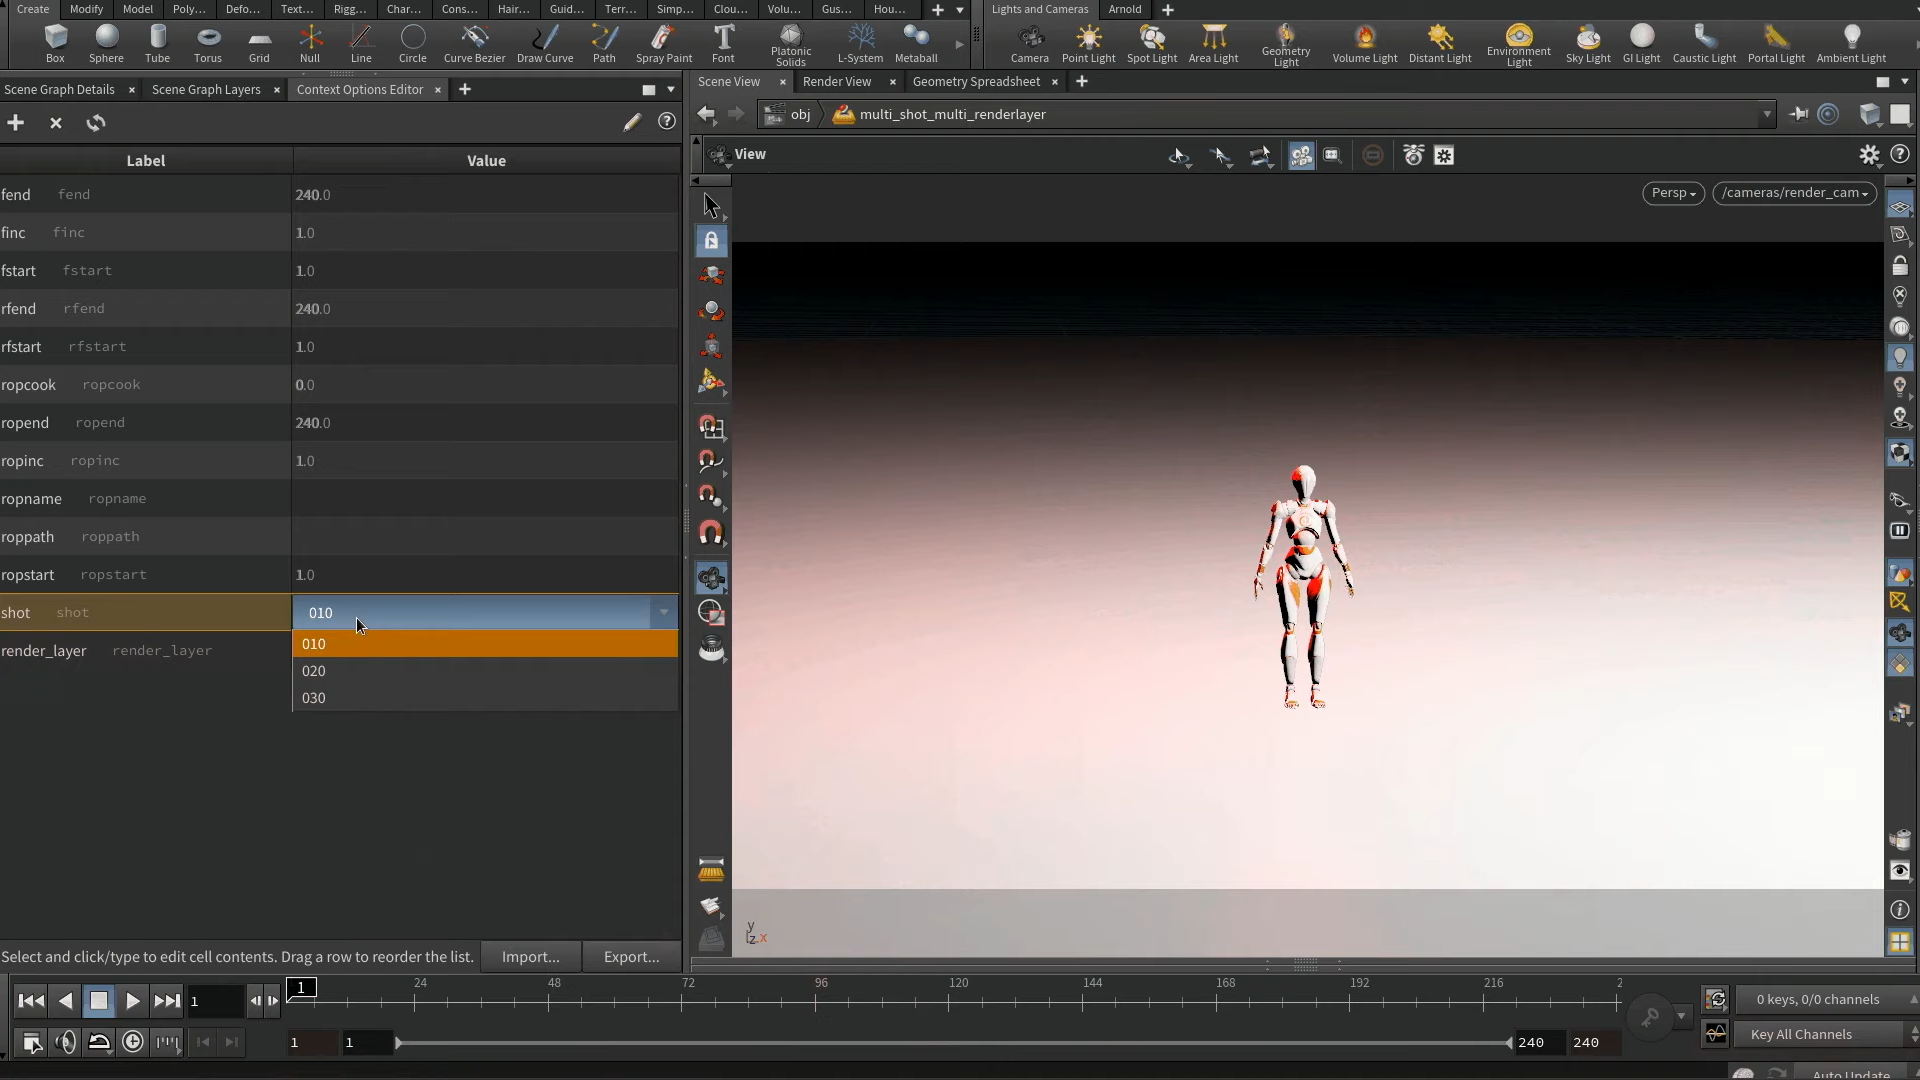 Create Modify Model Poly... Defo... Text... Rigg... Char... Cons... Hair... Guid... Terr... Simp... Clou... Volu... Gus... Hou...
Box Sphere Tube Torus Grid Null Line Circle Curve Bezier Draw Curve Path Spray Paint Font Platonic Solids L-System Metaball
Lights and Cameras Arnold
Camera Point Light Spot Light Area Light Geometry Light Volume Light Distant Light Environment Light Sky Light GI Light Caustic Light Portal Light Ambient Light
Scene Graph Details Scene Graph Layers Context Options Editor
Label Value
fend fend 240.0
finc finc 1.0
fstart fstart 1.0
rfend rfend 240.0
rfstart rfstart 1.0
ropcook ropcook 0.0
ropend ropend 240.0
ropinc ropinc 1.0
ropname ropname
roppath roppath
ropstart ropstart 1.0
shot shot 010
render_layer render_layer
010
020
030
Select and click/type to edit cell contents. Drag a row to reorder the list. Import... Export...
Scene View Render View Geometry Spreadsheet
obj multi_shot_multi_renderlayer
View
Persp /cameras/render_cam
y
z x
1 1 24 48 72 96 120 144 168 192 216 2
0 keys, 0/0 channels
1 1 240 240
Key All Channels
Auto Update